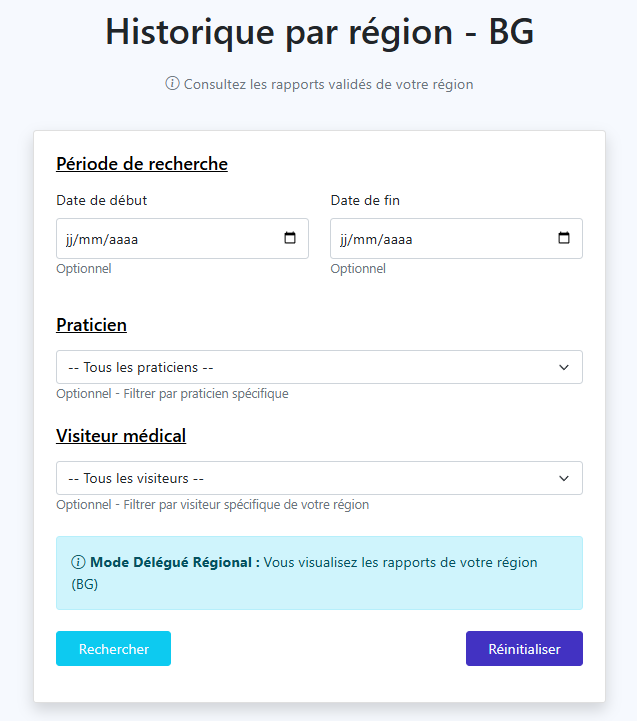 Historique par région - BG
Consultez les rapports validés de votre région
Période de recherche
Date de début
Date de fin
jj/mm/aaaa
jj/mm/aaaa
Optionnel
Optionnel
Praticien
-- Tous les praticiens --
Optionnel - Filtrer par praticien spécifique
Visiteur médical
-- Tous les visiteurs --
Optionnel - Filtrer par visiteur spécifique de votre région
Mode Délégué Régional : Vous visualisez les rapports de votre région
(BG)
Rechercher
Réinitialiser